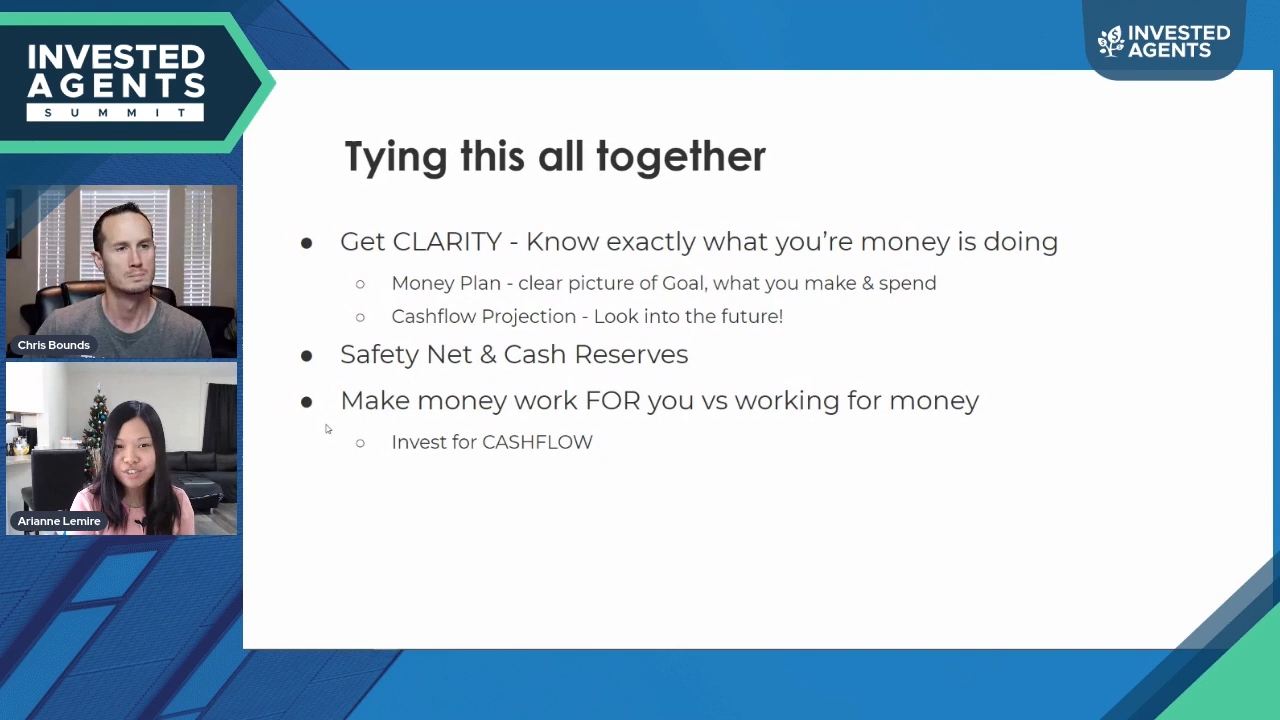 INVESTED
AGENTS
SUMMIT
INVESTED
AGENTS
Tying this all together
● Get CLARITY - Know exactly what you’re money is doing
○ Money Plan - clear picture of Goal, what you make & spend
○ Cashflow Projection - Look into the future!
● Safety Net & Cash Reserves
● Make money work FOR you vs working for money
○ Invest for CASHFLOW
Chris Bounds
Arianne Lemire